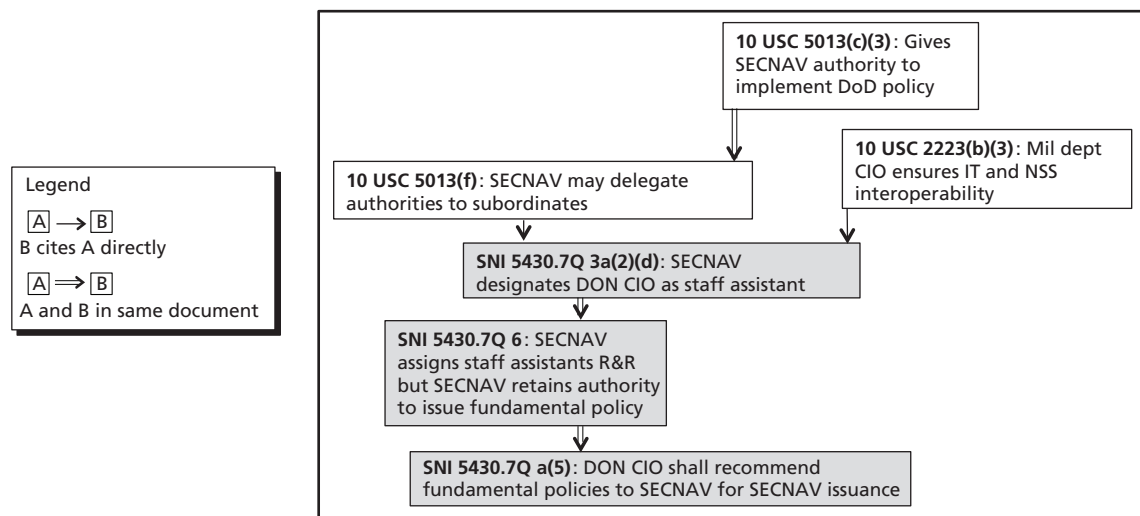 10 USC 5013(c)(3): Gives
SECNAV authority to
implement DoD policy
10 USC 2223(b)(3): Mil dept
CIO ensures IT and NSS
interoperability
10 USC 5013(f): SECNAV may delegate
authorities to subordinates
Legend
A → B
B cites A directly
A ⇒ B
A and B in same document
SNI 5430.7Q 3a(2)(d): SECNAV
designates DON CIO as staff assistant
SNI 5430.7Q 6: SECNAV
assigns staff assistants R&R
but SECNAV retains authority
to issue fundamental policy
SNI 5430.7Q a(5): DON CIO shall recommend
fundamental policies to SECNAV for SECNAV issuance